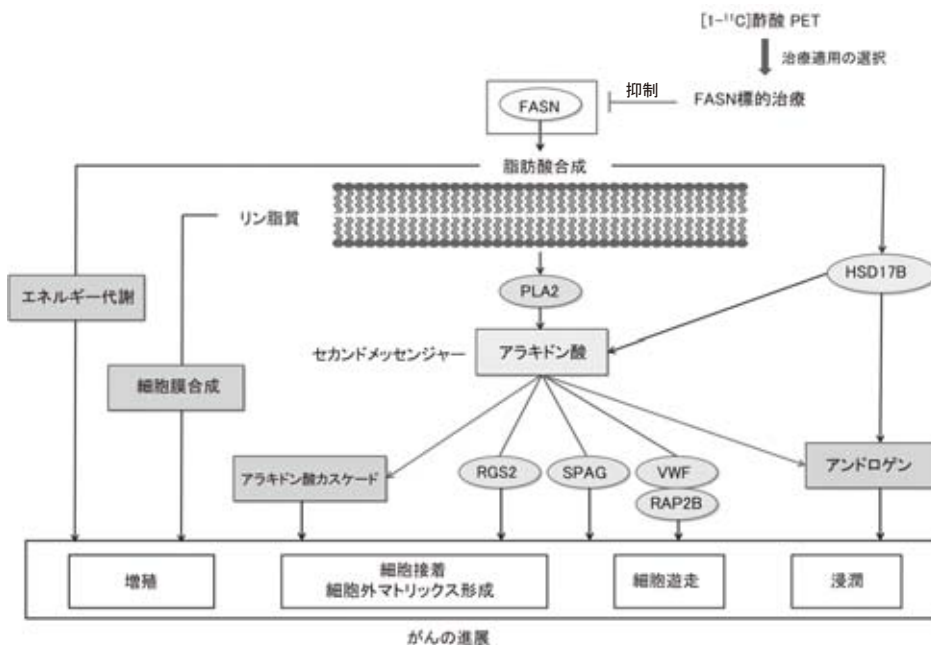 [1-¹¹C]酢酸 PET
治療適用の選択
抑制
FASN
FASN標的治療
脂肪酸合成
リン脂質
HSD17B
エネルギー代謝
PLA2
セカンドメッセンジャー
アラキドン酸
細胞膜合成
アラキドン酸カスケード
RGS2
SPAG
VWF
RAP2B
アンドロゲン
増殖
細胞接着
細胞外マトリックス形成
細胞遊走
浸潤
がんの進展